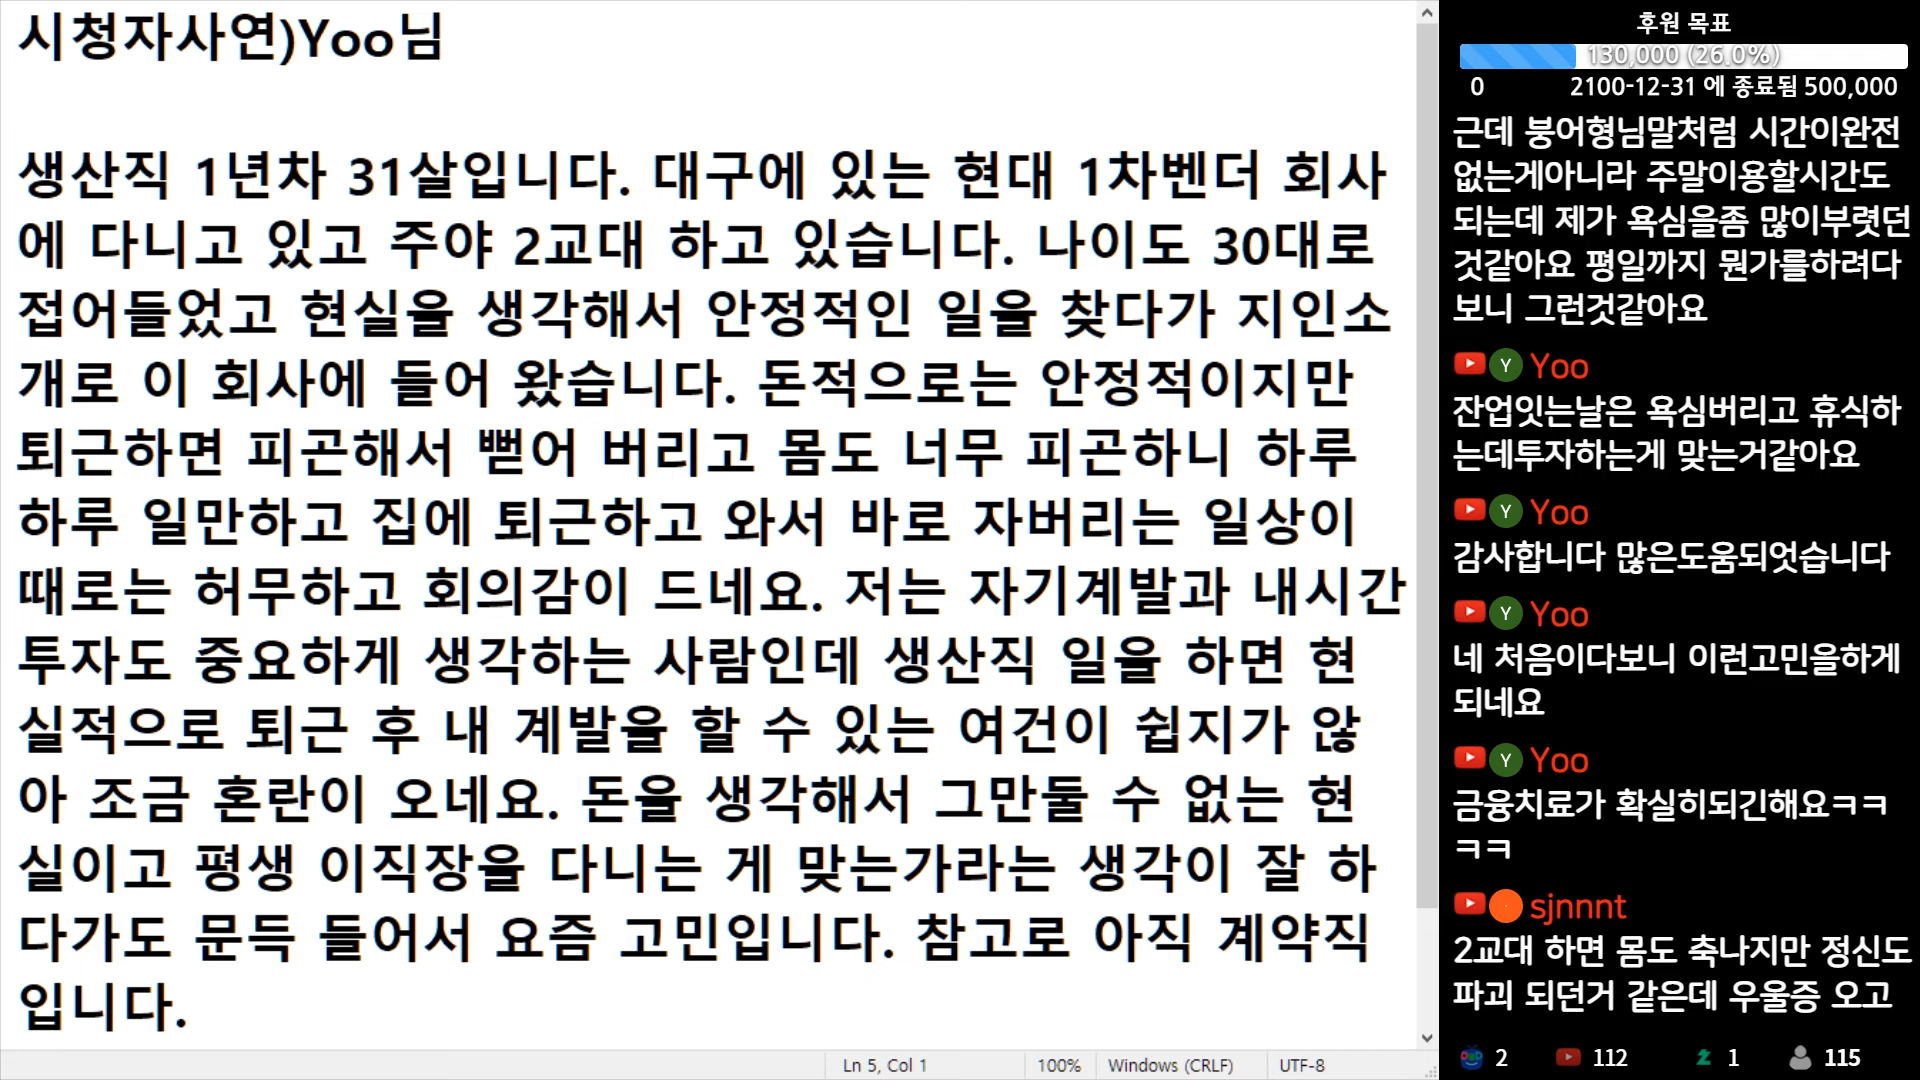 시청자사연)Yoo님
생산직 1년차 31살입니다. 대구에 있는 현대 1차벤더 회사
에 다니고 있고 주야 2교대 하고 있습니다. 나이도 30대로
접어들었고 현실을 생각해서 안정적인 일을 찾다가 지인소
개로 이 회사에 들어 왔습니다. 돈적으로는 안정적이지만
퇴근하면 피곤해서 뻗어 버리고 몸도 너무 피곤하니 하루
하루 일만하고 집에 퇴근하고 와서 바로 자버리는 일상이
때로는 허무하고 회의감이 드네요. 저는 자기계발과 내시간
투자도 중요하게 생각하는 사람인데 생산직 일을 하면 현
실적으로 퇴근 후 내 계발을 할 수 있는 여건이 쉽지가 않
아 조금 혼란이 오네요. 돈을 생각해서 그만둘 수 없는 현
실이고 평생 이직장을 다니는 게 맞는가라는 생각이 잘 하
다가도 문득 들어서 요즘 고민입니다. 참고로 아직 계약직
입니다.
Ln 5, Col 1
100%
Windows (CRLF)
UTF-8
후원 목표
130,000 (26.0%)
0
2100-12-31 에 종료됨 500,000
근데 붕어형님말처럼 시간이완전
없는게아니라 주말이용할시간도
되는데 제가 욕심을좀 많이부렷던
것같아요 평일까지 뭔가를하려다
보니 그런것같아요
Y Yoo
잔업잇는날은 욕심버리고 휴식하
는데투자하는게 맞는거같아요
Y Yoo
감사합니다 많은도움되엇습니다
Y Yoo
네 처음이다보니 이런고민을하게
되네요
Y Yoo
금융치료가 확실히되긴해요ㅋㅋ
ㅋㅋ
sjnnnt
2교대 하면 몸도 축나지만 정신도
파괴 되던거 같은데 우울증 오고
2
112
1
115